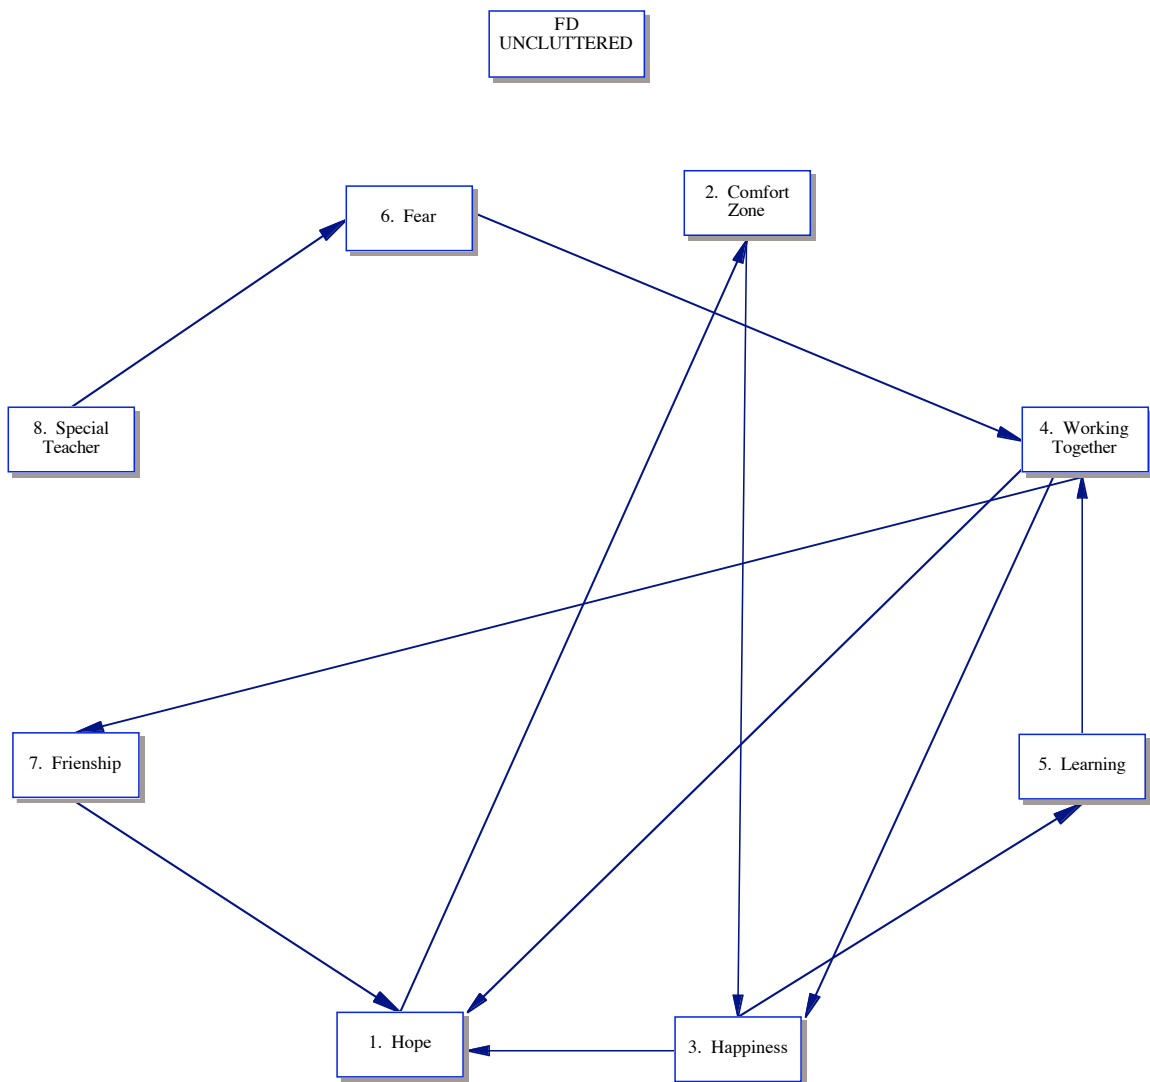 FD
UNCLUTTERED
2. Comfort
Zone
6. Fear
8. Special
Teacher
4. Working
Together
7. Frienship
5. Learning
1. Hope
3. Happiness